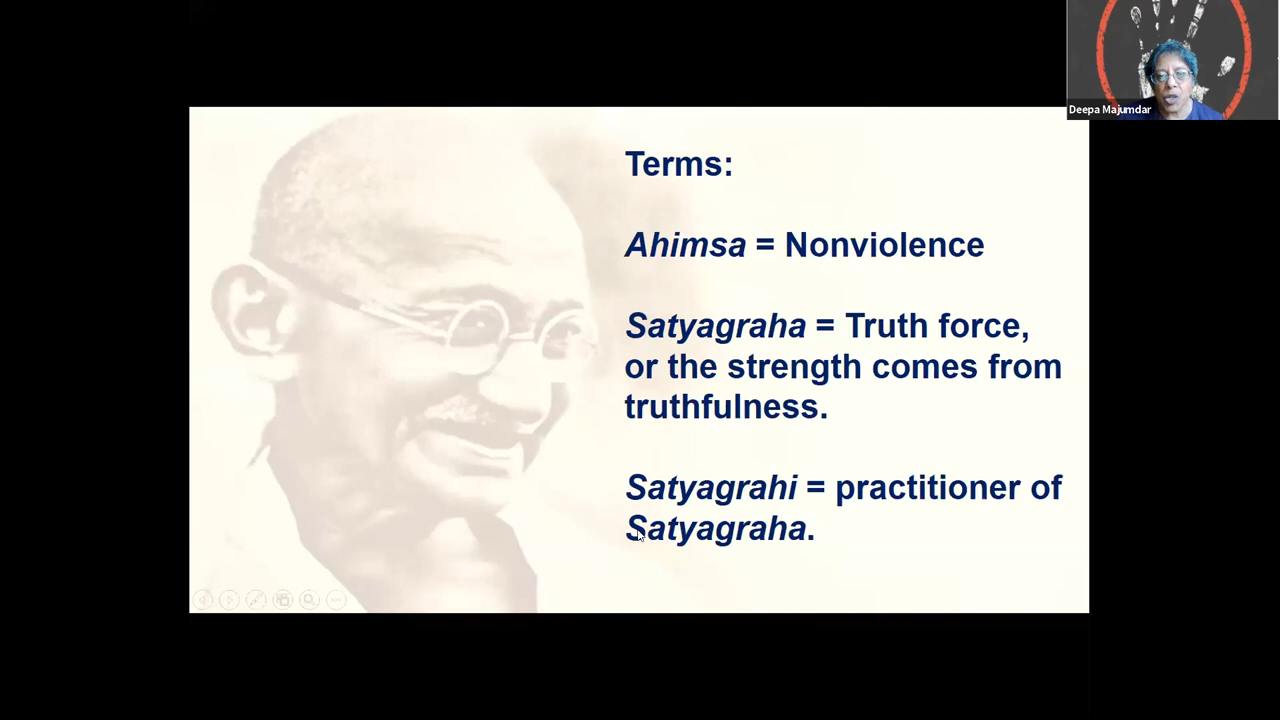 Deepa Majumdar
Terms:
Ahimsa = Nonviolence
Satyagraha = Truth force,
or the strength comes from
truthfulness.
Satyagrahi = practitioner of
Satyagraha.